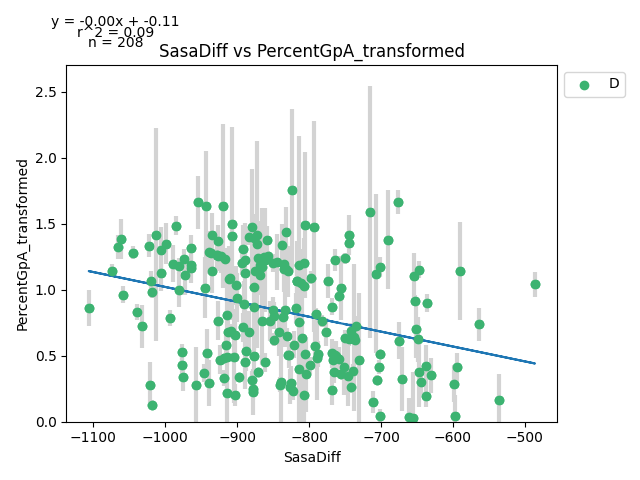 y = -0.00x + -0.11
r^2 = 0.09
n = 208
SasaDiff vs PercentGpA_transformed
D
PercentGpA_transformed
2.5
2.0
1.5
1.0
0.5
0.0
−1100 −1000 −900 −800 −700 −600 −500
SasaDiff